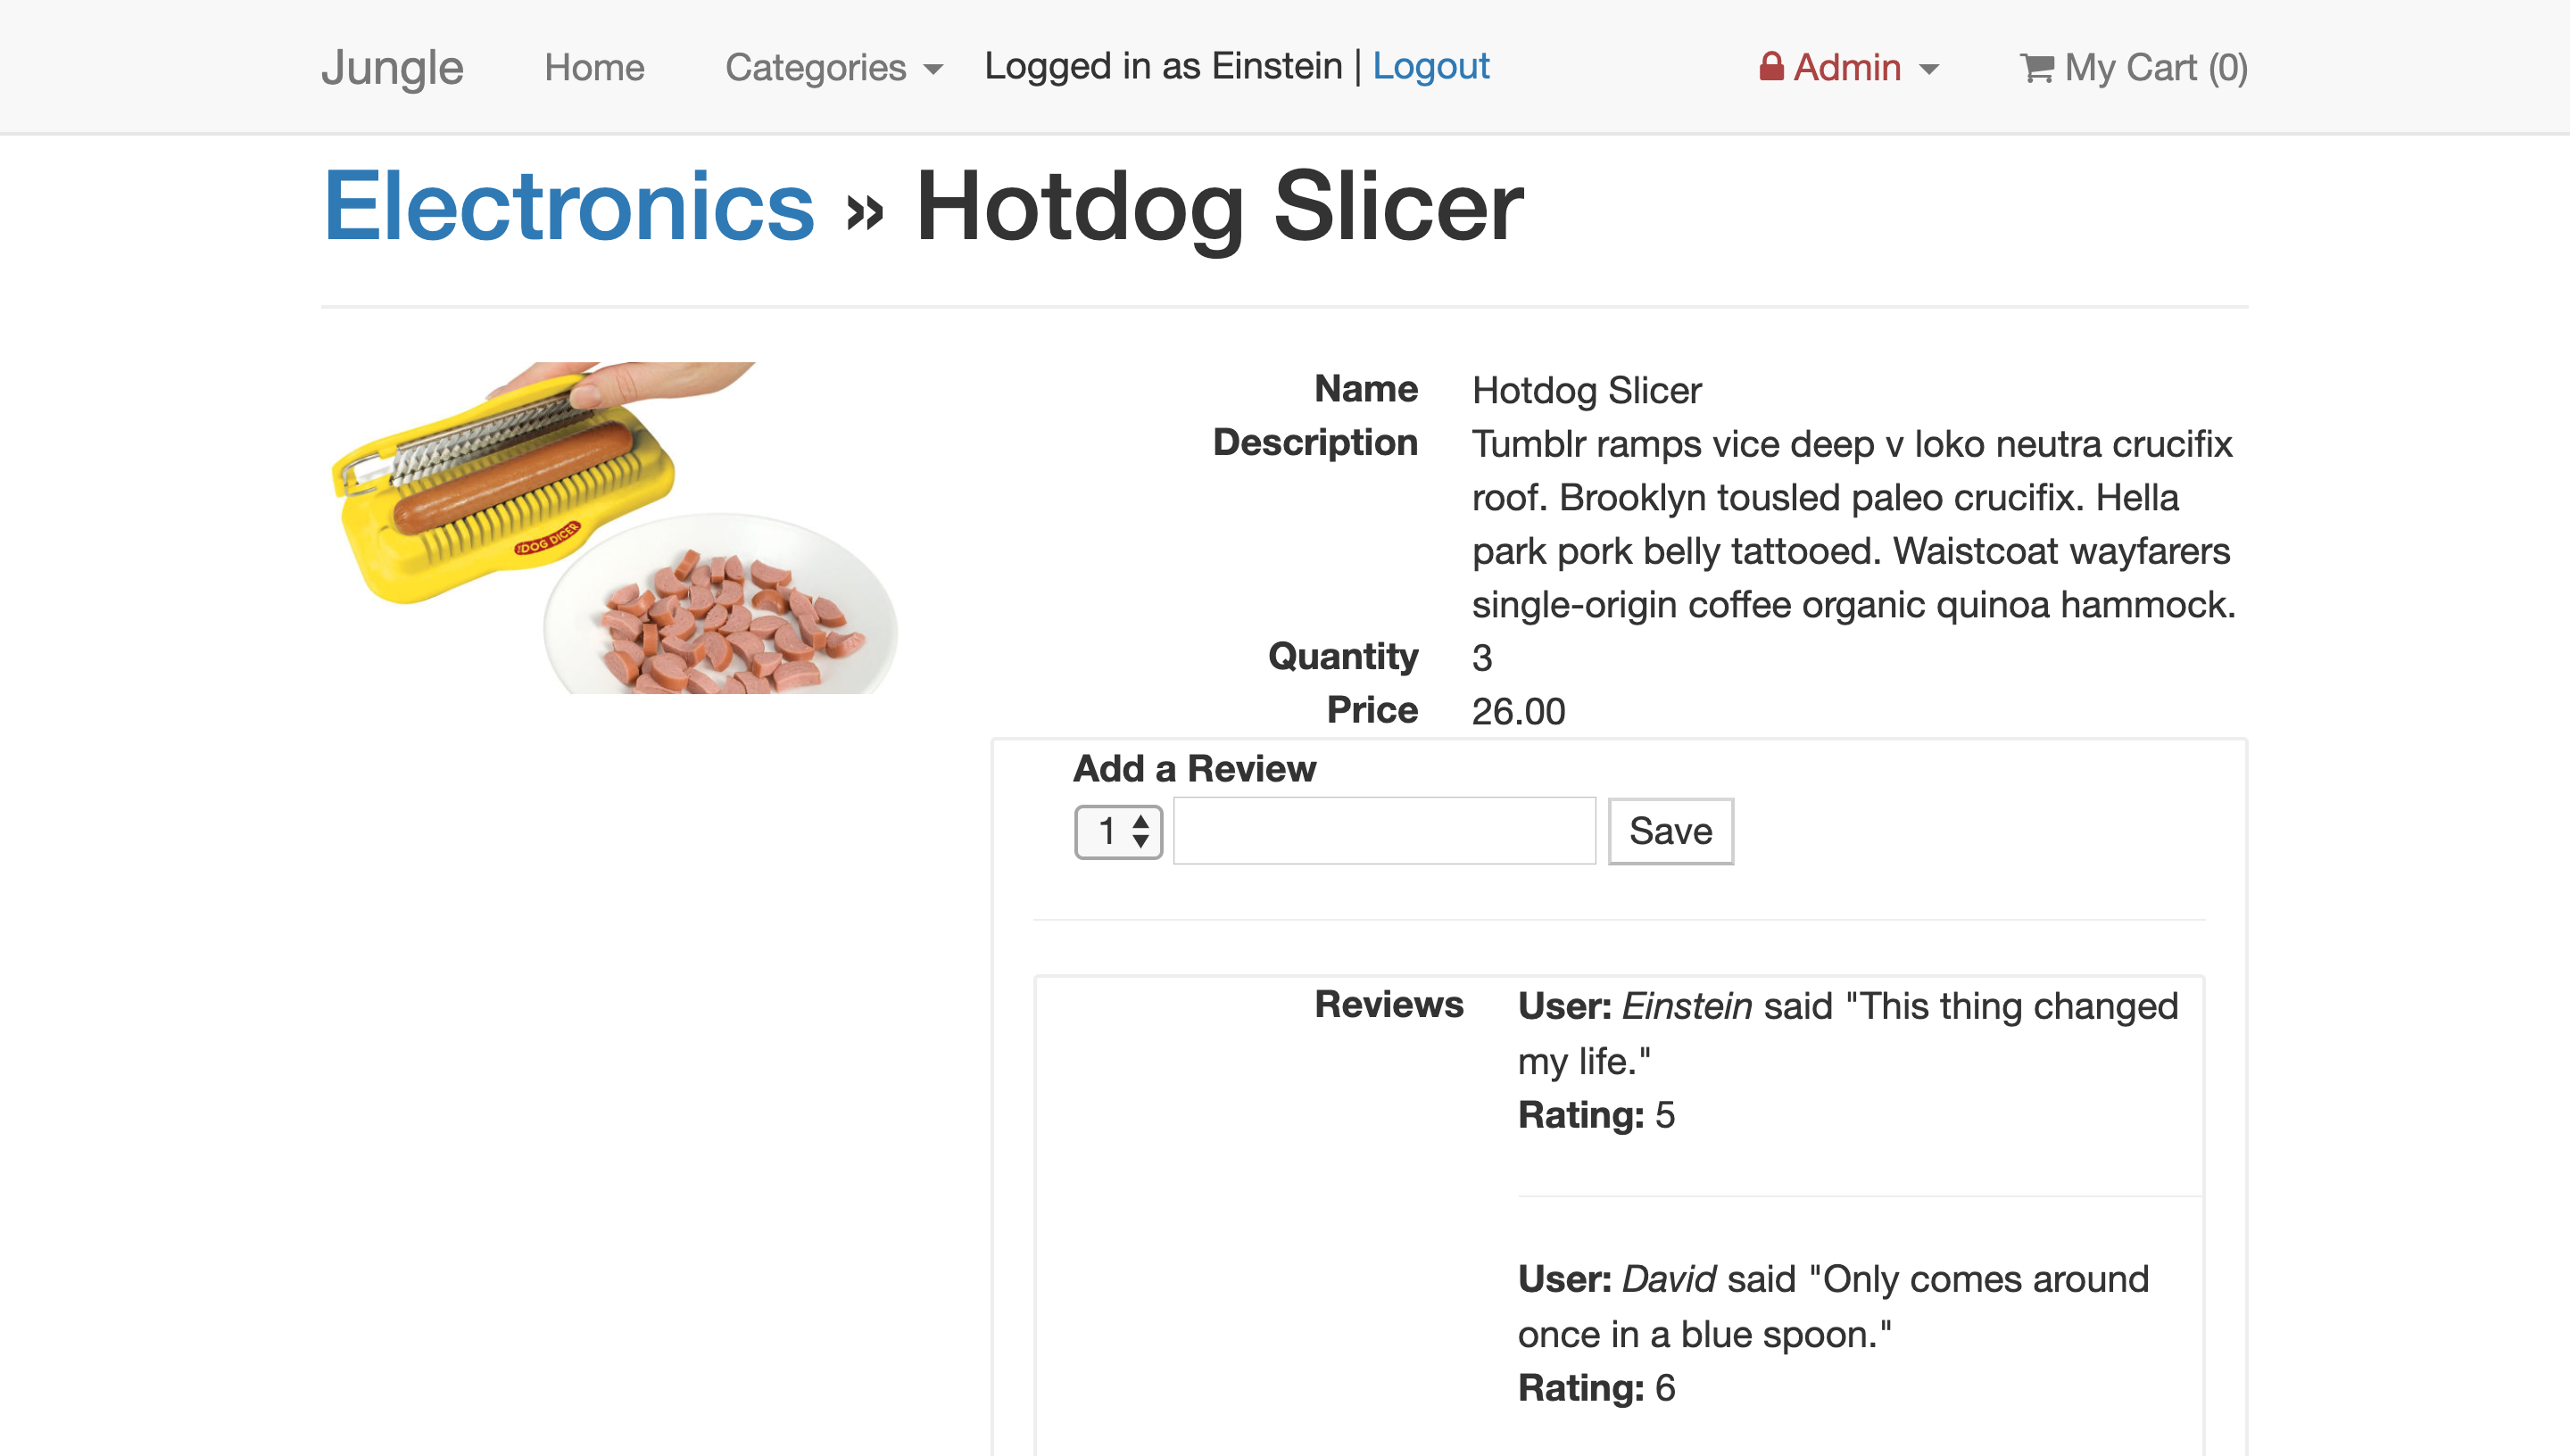 Jungle Home Categories Logged in as Einstein | Logout Admin My Cart (0)
Electronics » Hotdog Slicer
Name Hotdog Slicer
Description Tumblr ramps vice deep v loko neutra crucifix
roof. Brooklyn tousled paleo crucifix. Hella
park pork belly tattooed. Waistcoat wayfarers
single-origin coffee organic quinoa hammock.
Quantity 3
Price 26.00
DOG DICER
Add a Review
1 Save
Reviews User: Einstein said "This thing changed
my life."
Rating: 5
User: David said "Only comes around
once in a blue spoon."
Rating: 6